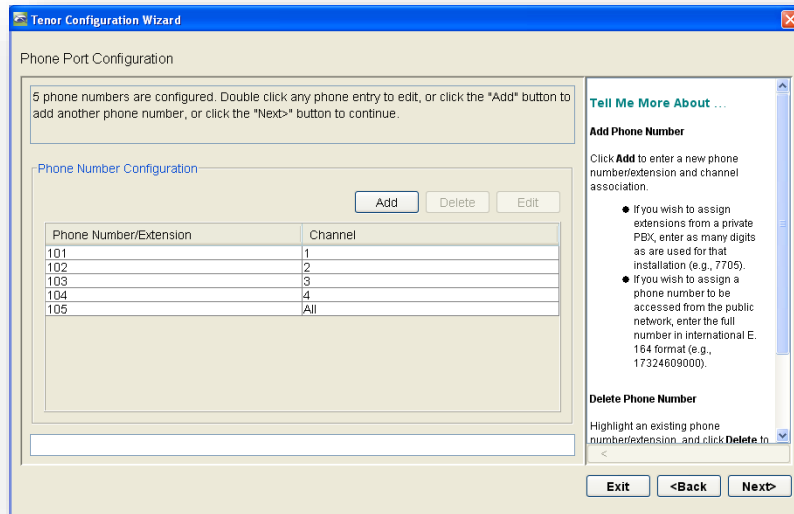 Tenor Configuration Wizard
Phone Port Configuration
5 phone numbers are configured. Double click any phone entry to edit, or click the "Add" button to
add another phone number, or click the "Next>" button to continue.
Phone Number Configuration
Add
Delete
Edit
Phone Number/Extension Channel
101 1
102 2
103 3
104 4
105 All
Tell Me More About ...
Add Phone Number
Click Add to enter a new phone
number/extension and channel
association.
● If you wish to assign
extensions from a private
PBX, enter as many digits
as are used for that
installation (e.g., 7705).
● If you wish to assign a
phone number to be
accessed from the public
network, enter the full
number in international E.
164 format (e.g.,
17324609000).
Delete Phone Number
Highlight an existing phone
number/extension, and click Delete to
Exit
<Back
Next>